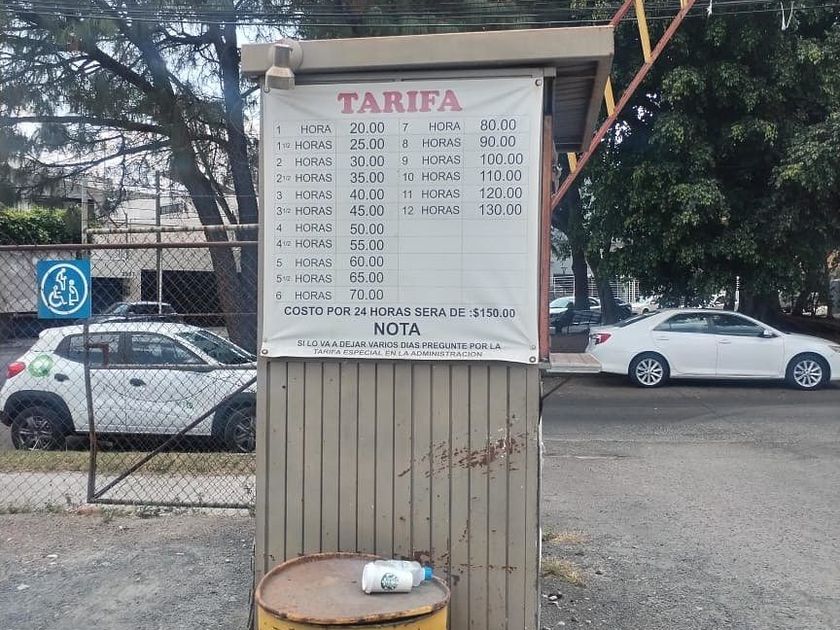 TARIFA
1 HORA 20.00 7 HORA 80.00
1 1/2 HORAS 25.00 8 HORAS 90.00
2 HORAS 30.00 9 HORAS 100.00
2 1/2 HORAS 35.00 10 HORAS 110.00
3 HORAS 40.00 11 HORAS 120.00
3 1/2 HORAS 45.00 12 HORAS 130.00
4 HORAS 50.00
4 1/2 HORAS 55.00
5 HORAS 60.00
5 1/2 HORAS 65.00
6 HORAS 70.00
COSTO POR 24 HORAS SERA DE :$150.00
NOTA
SI LO VA A DEJAR VARIOS DIAS PREGUNTE POR LA
TARIFA ESPECIAL EN LA ADMINISTRACION